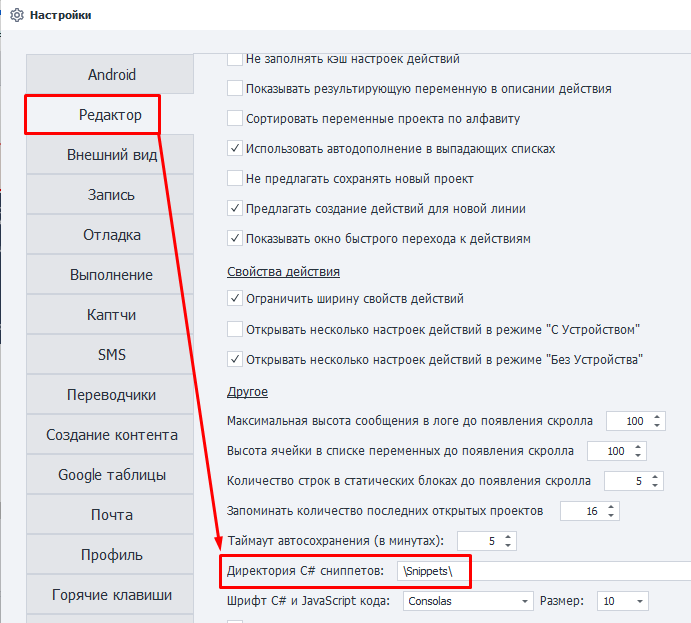 Настройки
Android
Редактор
Внешний вид
Запись
Отладка
Выполнение
Каптчи
SMS
Переводчики
Создание контента
Google таблицы
Почта
Профиль
Горячие клавиши
Не заполнять кэш настроек действий
Показывать результирующую переменную в описании действия
Сортировать переменные проекта по алфавиту
Использовать автодополнение в выпадающих списках
Не предлагать сохранять новый проект
Предлагать создание действий для новой линии
Показывать окно быстрого перехода к действиям
Свойства действия
Ограничить ширину свойств действий
Открывать несколько настроек действий в режиме "С Устройством"
Открывать несколько настроек действий в режиме "Без Устройства"
Другое
Максимальная высота сообщения в логе до появления скролла 100
Высота ячейки в списке переменных до появления скролла 100
Количество строк в статических блоках до появления скролла 5
Запоминать количество последних открытых проектов 16
Таймаут автосохранения (в минутах): 5
Директория C# сниппетов: \Snippets\
Шрифт C# и JavaScript кода: Consolas Размер: 10